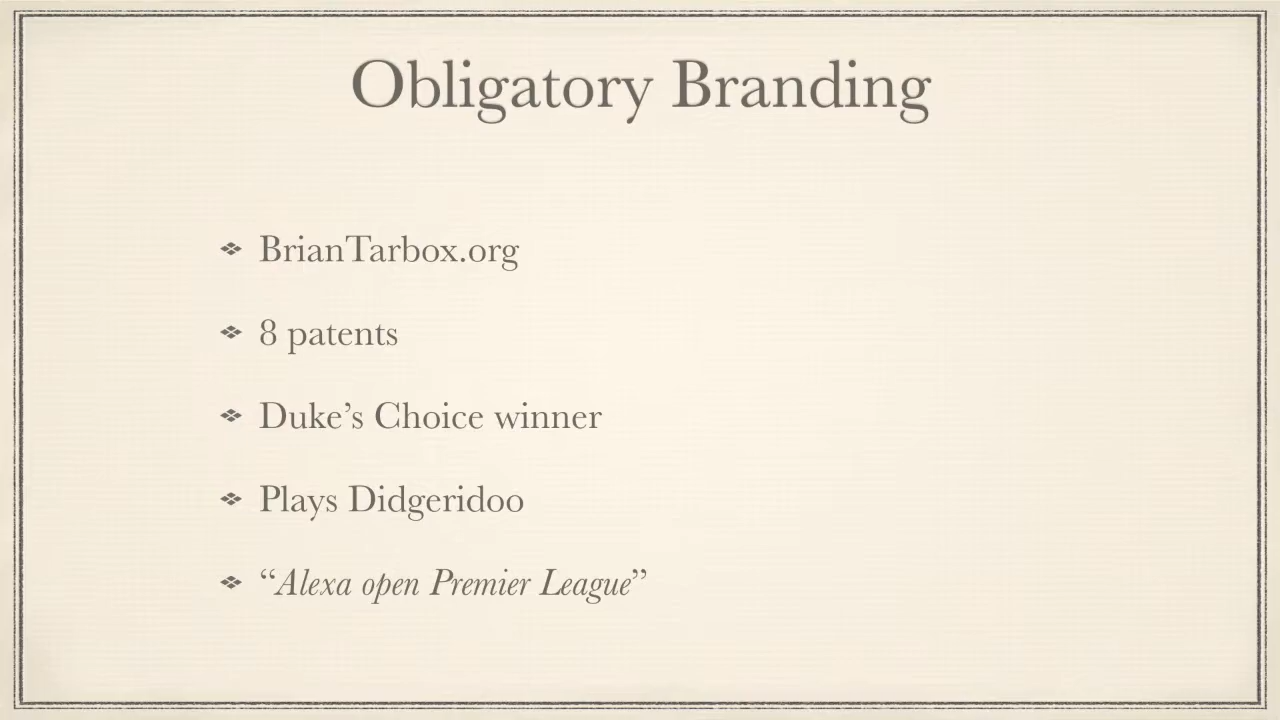 Obligatory Branding
BrianTarbox.org
8 patents
Duke’s Choice winner
Plays Didgeridoo
“Alexa open Premier League”